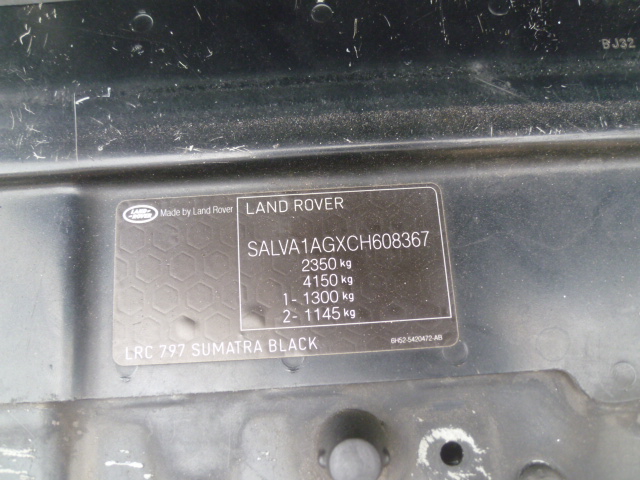 BJ32
LAND ROVER
Made by Land Rover
LAND ROVER
SALVA1AGXCH608367
2350 kg
4150 kg
1- 1300 kg
2- 1145 kg
LRC 797 SUMATRA BLACK
6H52-5420472-AB